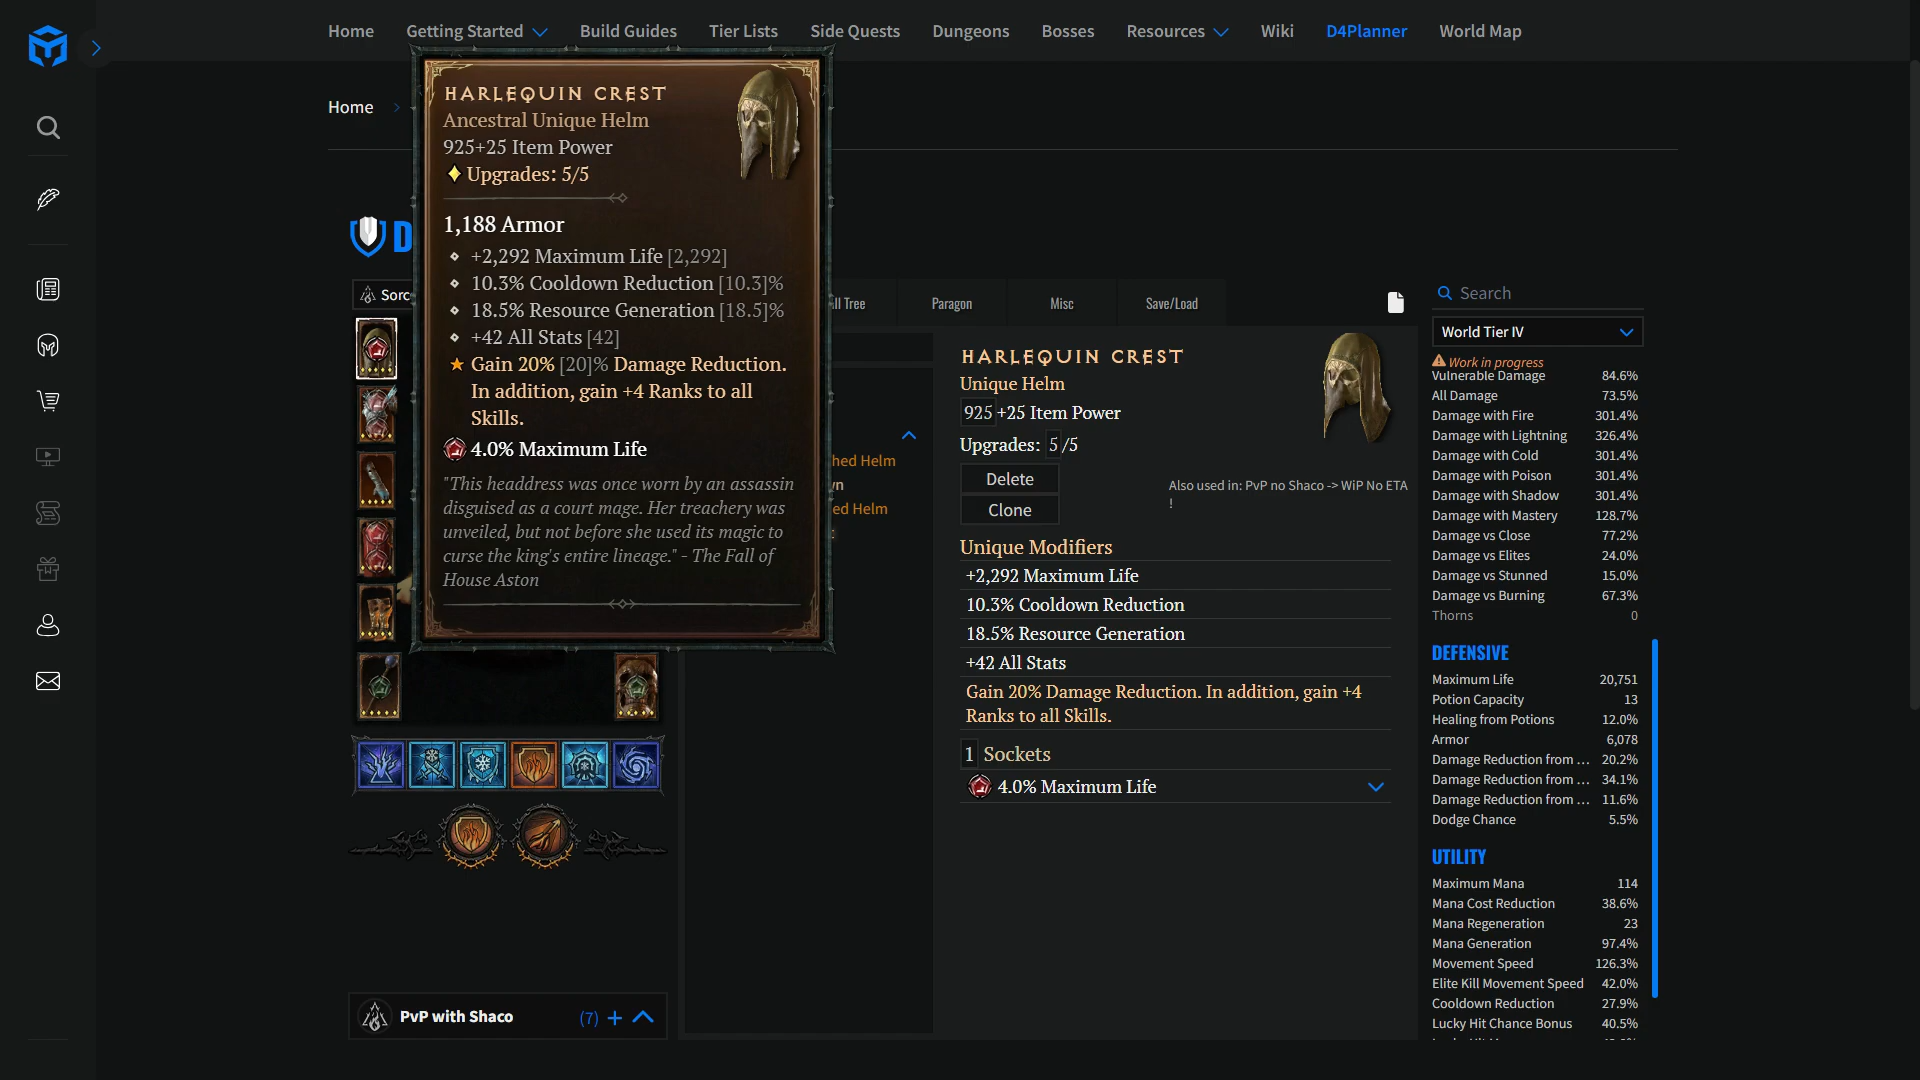 Home
Getting Started
Build Guides
Tier Lists
Side Quests
Dungeons
Bosses
Resources
Wiki
D4Planner
World Map
Home
HARLEQUIN CREST
Ancestral Unique Helm
925+25 Item Power
Upgrades: 5/5
1,188 Armor
+2,292 Maximum Life [2,292]
10.3% Cooldown Reduction [10.3]%
18.5% Resource Generation [18.5]%
+42 All Stats [42]
Gain 20% [20]% Damage Reduction.
In addition, gain +4 Ranks to all
Skills.
4.0% Maximum Life
"This headdress was once worn by an assassin
disguised as a court mage. Her treachery was
unveiled, but not before she used its magic to
curse the king's entire lineage." - The Fall of
House Aston
D
Sorc
ll Tree
Paragon
Misc
Save/Load
hed Helm
vn
ed Helm
HARLEQUIN CREST
Unique Helm
925 +25 Item Power
Upgrades: 5 /5
Delete
Clone
Also used in: PvP no Shaco -> WiP No ETA
!
Unique Modifiers
+2,292 Maximum Life
10.3% Cooldown Reduction
18.5% Resource Generation
+42 All Stats
Gain 20% Damage Reduction. In addition, gain +4
Ranks to all Skills.
1 Sockets
4.0% Maximum Life
PvP with Shaco (7)
Search
World Tier IV
Work in progress
Vulnerable Damage 84.6%
All Damage 73.5%
Damage with Fire 301.4%
Damage with Lightning 326.4%
Damage with Cold 301.4%
Damage with Poison 301.4%
Damage with Shadow 301.4%
Damage with Mastery 128.7%
Damage vs Close 77.2%
Damage vs Elites 24.0%
Damage vs Stunned 15.0%
Damage vs Burning 67.3%
Thorns 0
DEFENSIVE
Maximum Life 20,751
Potion Capacity 13
Healing from Potions 12.0%
Armor 6,078
Damage Reduction from ... 20.2%
Damage Reduction from ... 34.1%
Damage Reduction from ... 11.6%
Dodge Chance 5.5%
UTILITY
Maximum Mana 114
Mana Cost Reduction 38.6%
Mana Regeneration 23
Mana Generation 97.4%
Movement Speed 126.3%
Elite Kill Movement Speed 42.0%
Cooldown Reduction 27.9%
Lucky Hit Chance Bonus 40.5%